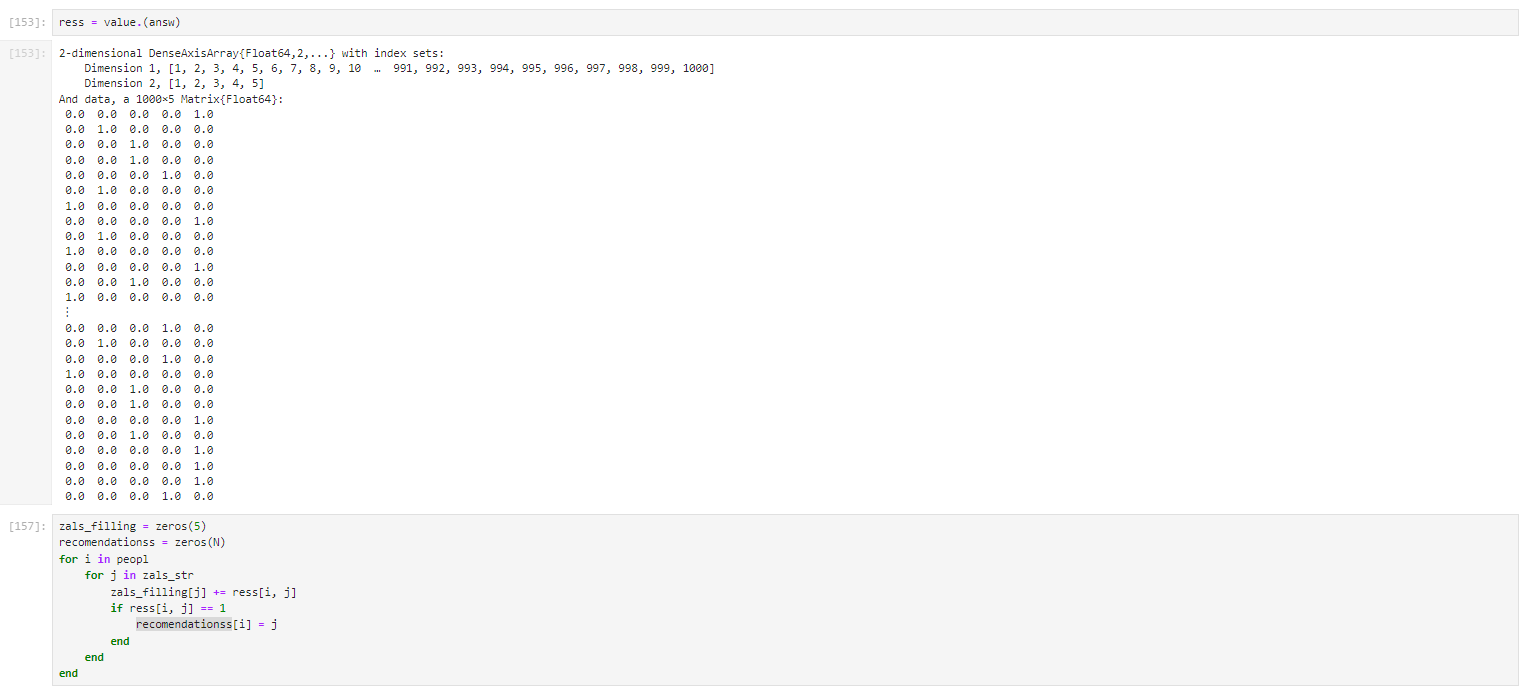 [153]: ress = value.(answ)
[153]: 2-dimensional DenseAxisArray{Float64,2,...} with index sets:
    Dimension 1, [1, 2, 3, 4, 5, 6, 7, 8, 9, 10  …  991, 992, 993, 994, 995, 996, 997, 998, 999, 1000]
    Dimension 2, [1, 2, 3, 4, 5]
And data, a 1000×5 Matrix{Float64}:
 0.0  0.0  0.0  0.0  1.0
 0.0  1.0  0.0  0.0  0.0
 0.0  0.0  1.0  0.0  0.0
 0.0  0.0  1.0  0.0  0.0
 0.0  0.0  0.0  1.0  0.0
 0.0  1.0  0.0  0.0  0.0
 1.0  0.0  0.0  0.0  0.0
 0.0  0.0  0.0  0.0  1.0
 0.0  1.0  0.0  0.0  0.0
 1.0  0.0  0.0  0.0  0.0
 0.0  0.0  0.0  0.0  1.0
 0.0  0.0  1.0  0.0  0.0
 1.0  0.0  0.0  0.0  0.0
 ⋮
 0.0  0.0  0.0  1.0  0.0
 0.0  1.0  0.0  0.0  0.0
 0.0  0.0  0.0  1.0  0.0
 1.0  0.0  0.0  0.0  0.0
 0.0  0.0  1.0  0.0  0.0
 0.0  0.0  1.0  0.0  0.0
 0.0  0.0  0.0  0.0  1.0
 0.0  0.0  1.0  0.0  0.0
 0.0  0.0  0.0  0.0  1.0
 0.0  0.0  0.0  0.0  1.0
 0.0  0.0  0.0  0.0  1.0
 0.0  0.0  0.0  1.0  0.0
[157]: zals_filling = zeros(5)
recomendationss = zeros(N)
for i in peopl
    for j in zals_str
        zals_filling[j] += ress[i, j]
        if ress[i, j] == 1
            recomendationss[i] = j
        end
    end
end